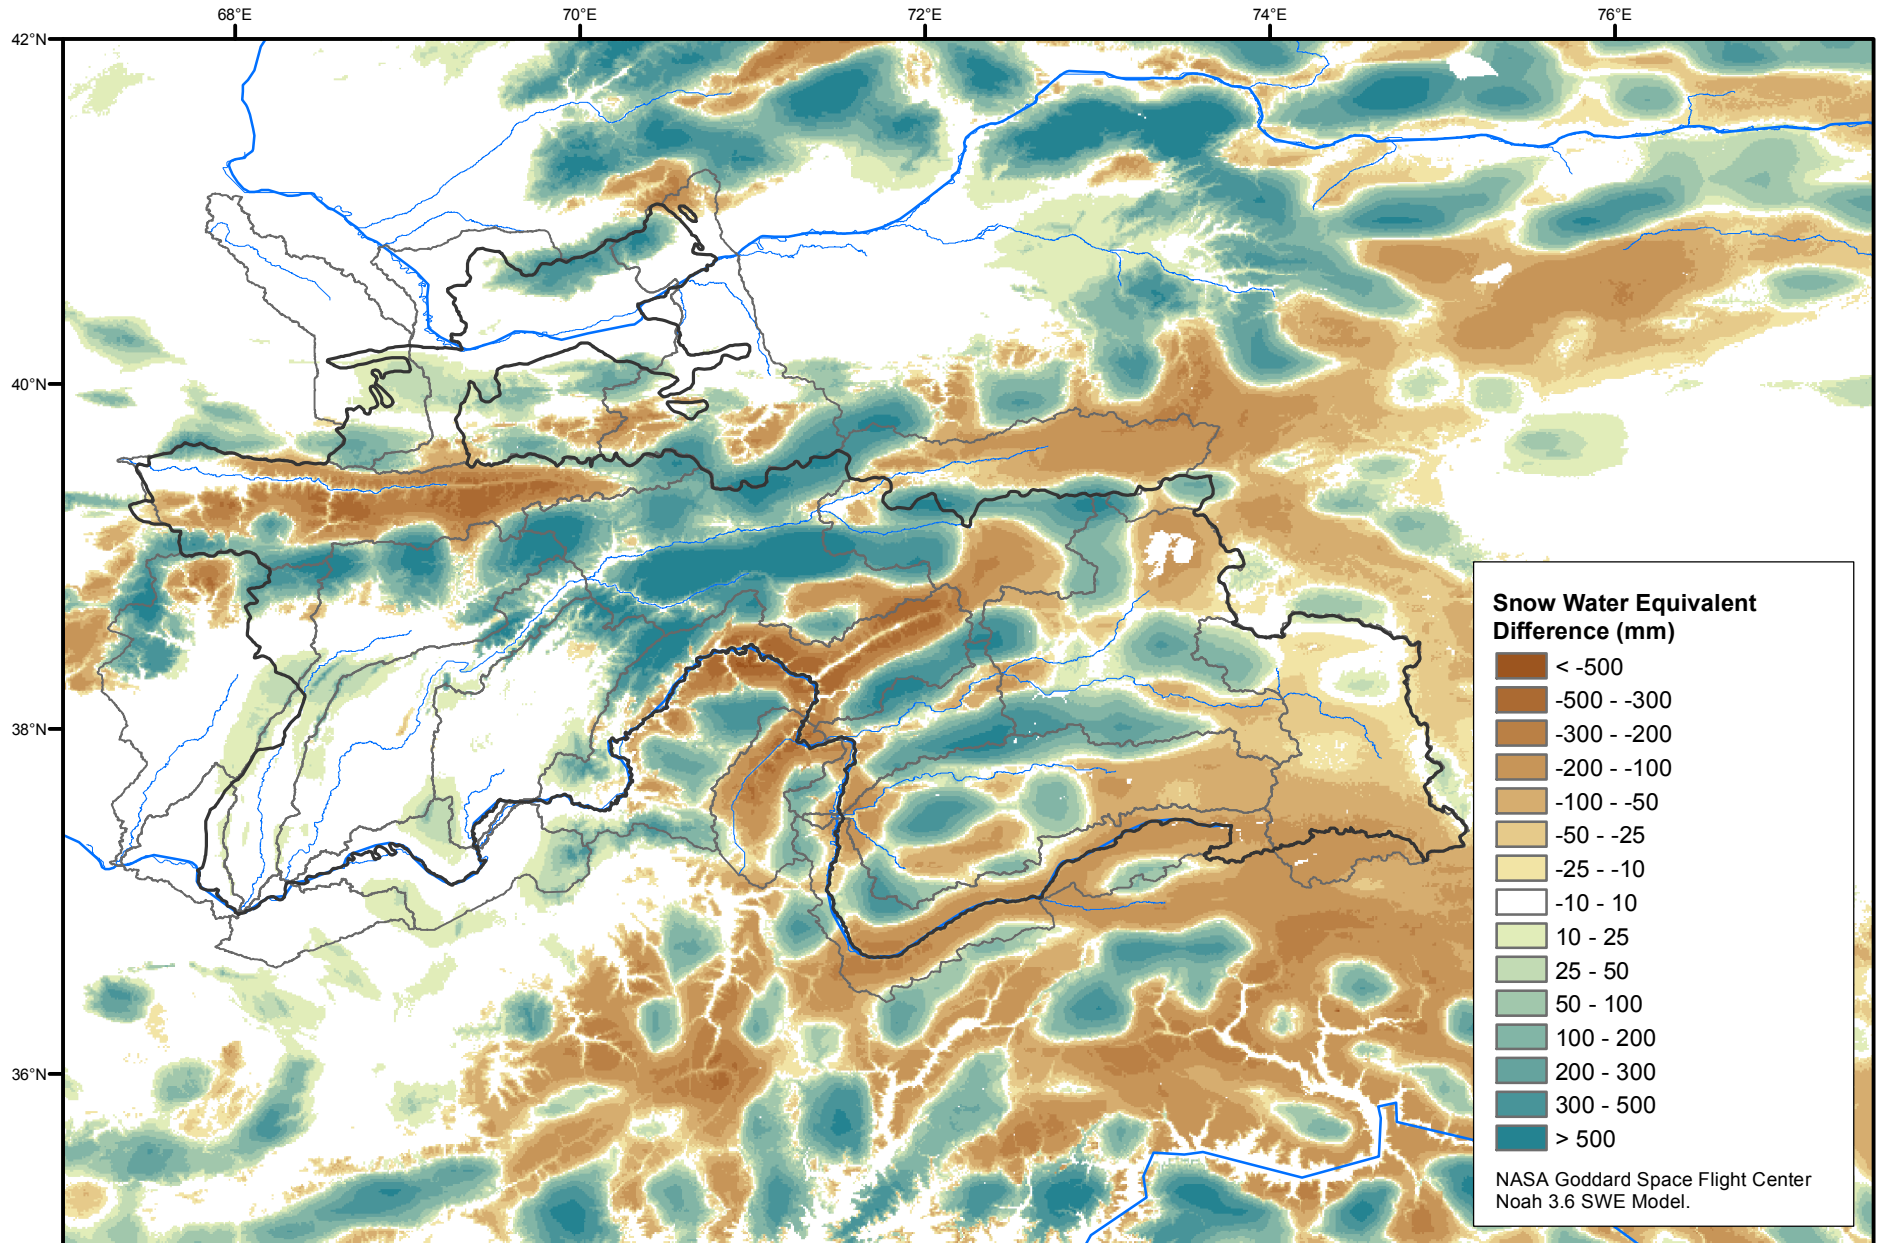 68°E
70°E
72°E
74°E
76°E
42°N
40°N
38°N
36°N
Snow Water Equivalent
Difference (mm)
< -500
-500 - -300
-300 - -200
-200 - -100
-100 - -50
-50 - -25
-25 - -10
-10 - 10
10 - 25
25 - 50
50 - 100
100 - 200
200 - 300
300 - 500
> 500
NASA Goddard Space Flight Center
Noah 3.6 SWE Model.